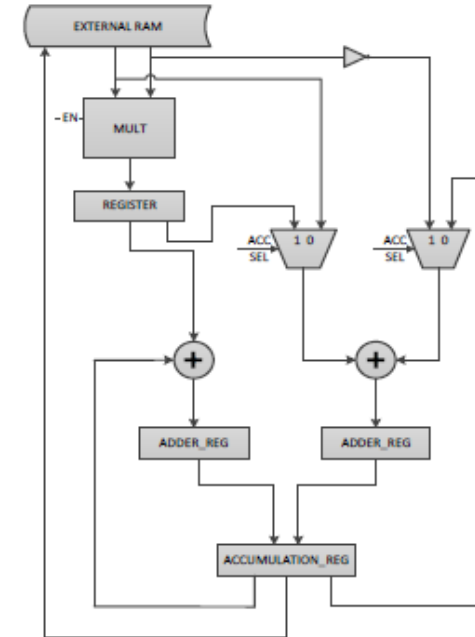 EXTERNAL RAM
EN
MULT
REGISTER
1 0
1 0
ACC
SEL
ACC
SEL
+
+
ADDER_REG
ADDER_REG
ACCUMULATION_REG